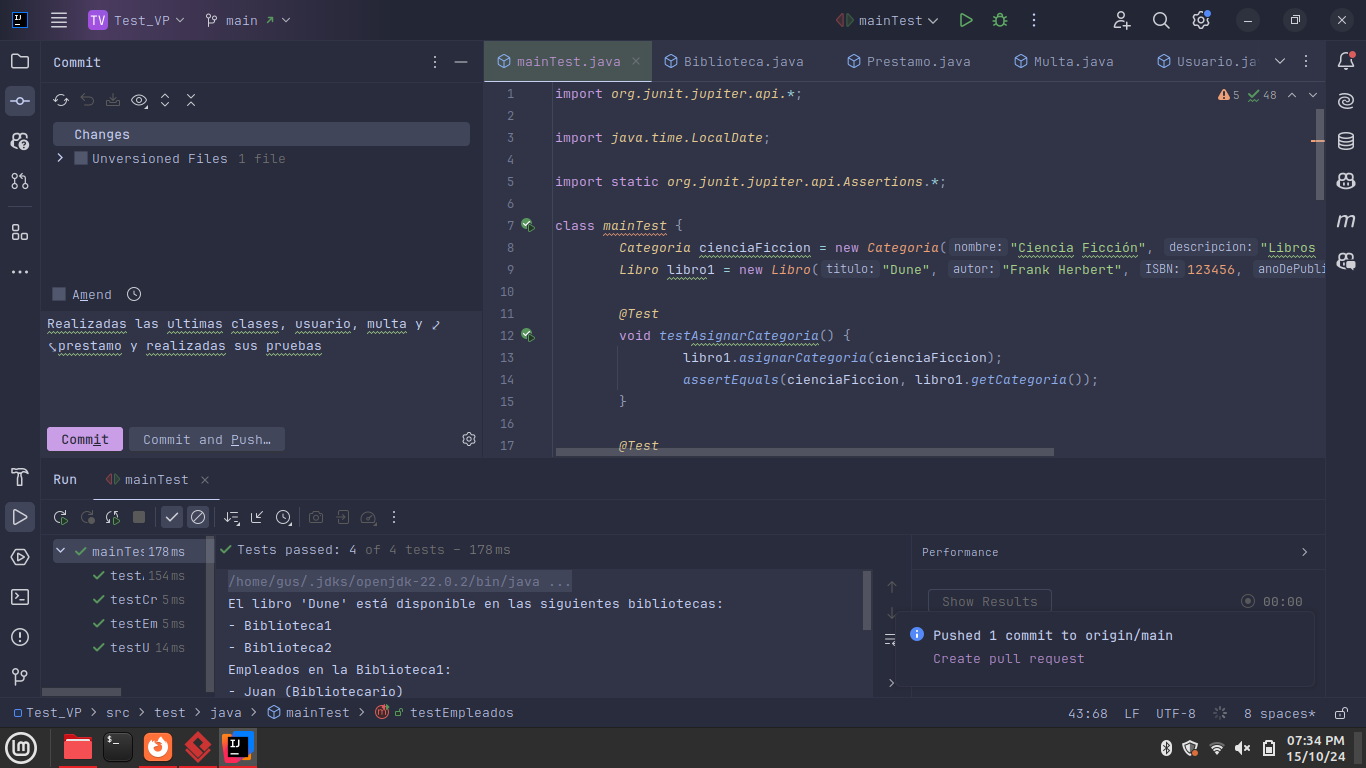 TV Test_VP main mainTest
Commit
mainTest.java Biblioteca.java Prestamo.java Multa.java Usuario.ja
Changes
Unversioned Files 1 file
5 48
1 import org.junit.jupiter.api.*;
2
3 import java.time.LocalDate;
4
5 import static org.junit.jupiter.api.Assertions.*;
6
7 class mainTest {
8 Categoria cienciaFiccion = new Categoria( nombre: "Ciencia Ficción", descripcion: "Libros
9 Libro libro1 = new Libro( titulo: "Dune", autor: "Frank Herbert", ISBN: 123456, anoDePubli
10
11 @Test
12 void testAsignarCategoria() {
13 libro1.asignarCategoria(cienciaFiccion);
14 assertEquals(cienciaFiccion, libro1.getCategoria());
15 }
16
17 @Test
Amend
Realizadas las ultimas clases, usuario, multa y
prestamo y realizadas sus pruebas
Commit Commit and Push…
Run mainTest
mainTes 178 ms
test. 154 ms
testCr 5 ms
testEm 5 ms
testU 14 ms
Tests passed: 4 of 4 tests – 178 ms
/home/gus/.jdks/openjdk-22.0.2/bin/java ...
El libro 'Dune' está disponible en las siguientes bibliotecas:
- Biblioteca1
- Biblioteca2
Empleados en la Biblioteca1:
- Juan (Bibliotecario)
Performance
Show Results 00:00
Pushed 1 commit to origin/main
Create pull request
Test_VP > src > test > java > mainTest > testEmpleados
43:68 LF UTF-8 8 spaces*
07:34 PM
15/10/24